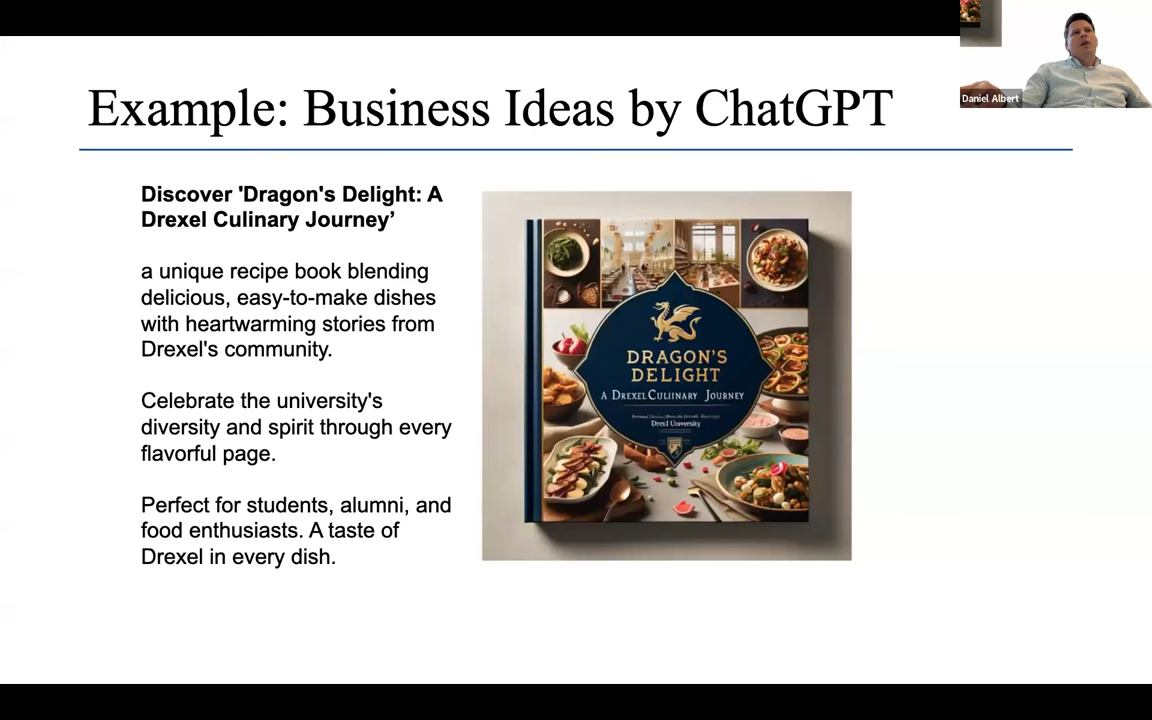 Example: Business Ideas by ChatGPT
Daniel Albert
Discover 'Dragon's Delight: A
Drexel Culinary Journey’
a unique recipe book blending
delicious, easy-to-make dishes
with heartwarming stories from
Drexel's community.
Celebrate the university's
diversity and spirit through every
flavorful page.
Perfect for students, alumni, and
food enthusiasts. A taste of
Drexel in every dish.
DRAGON'S
DELIGHT
A DREXEL CULIINARY JOURNEY
University